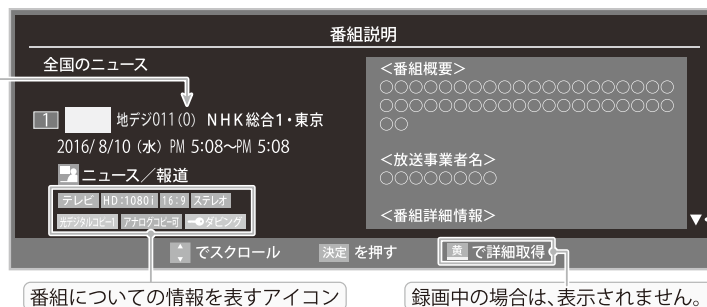 番組説明
全国のニュース
1 地デジ011(0) NHK総合1・東京
2016/ 8/10 (水) PM 5:08～PM 5:08
ニュース／報道
テレビ HD:1080i 16:9 ステレオ
光デジタルコピー1 アナログコピー可 ダビング
＜番組概要＞
○○○○○○○○○○○○○○○○○○○○
○○○○○○○○○○○○○○○○○○○○
○○
＜放送事業者名＞
○○○○○○○○
＜番組詳細情報＞
でスクロール 決定 を押す 黄 で詳細取得
番組についての情報を表すアイコン
録画中の場合は、表示されません。